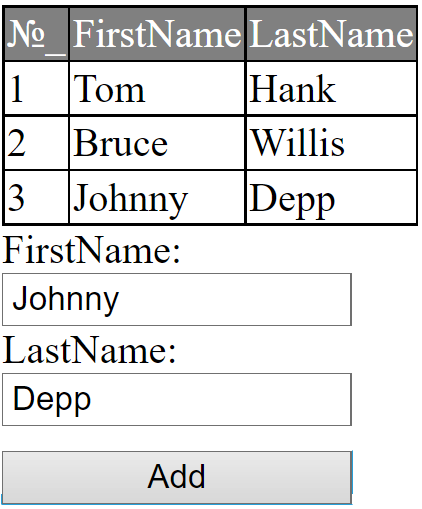 №_ FirstName LastName
1 Tom Hank
2 Bruce Willis
3 Johnny Depp
FirstName:
Johnny
LastName:
Depp
Add